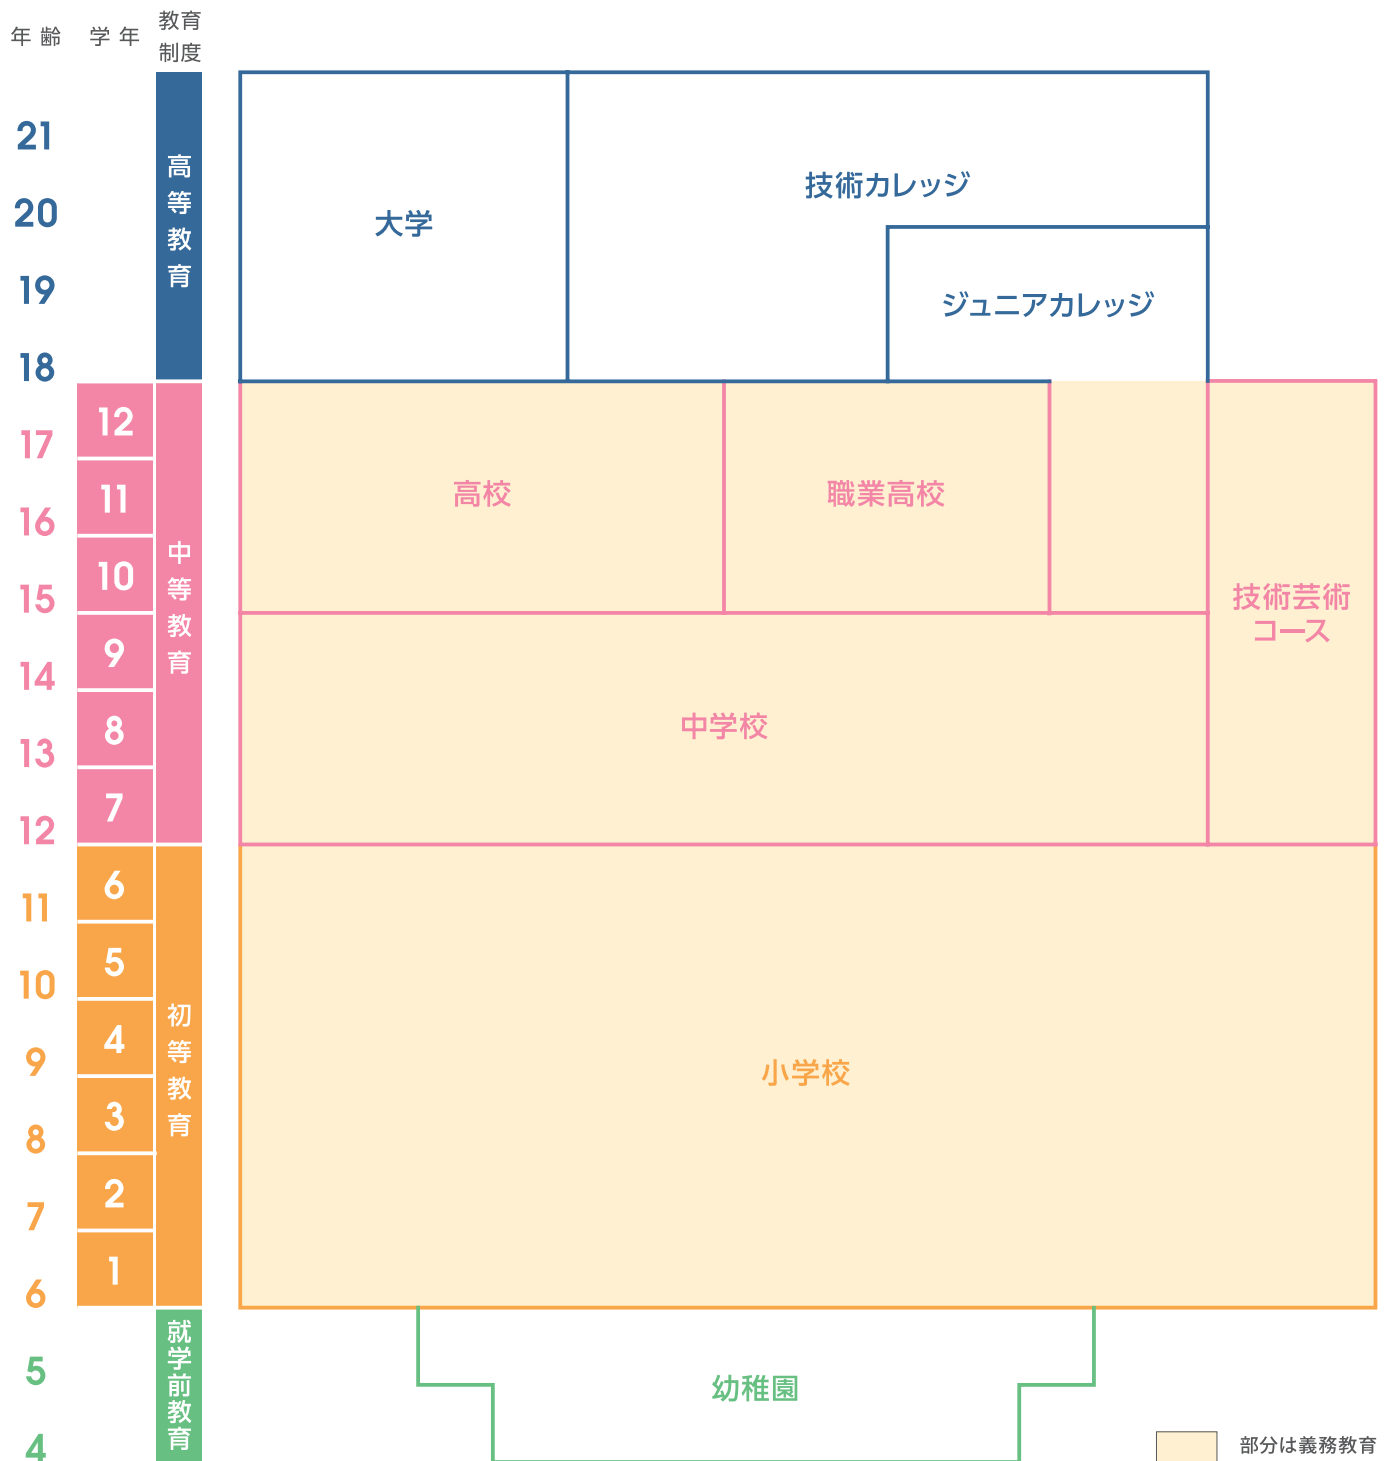 年齢
学年
教育
制度
21
20
19
18
17
16
15
14
13
12
11
10
9
8
7
6
5
4
12
11
10
9
8
7
6
5
4
3
2
1
高等教育
中等教育
初等教育
就学前教育
大学
技術カレッジ
ジュニアカレッジ
高校
職業高校
技術芸術
コース
中学校
小学校
幼稚園
部分は義務教育